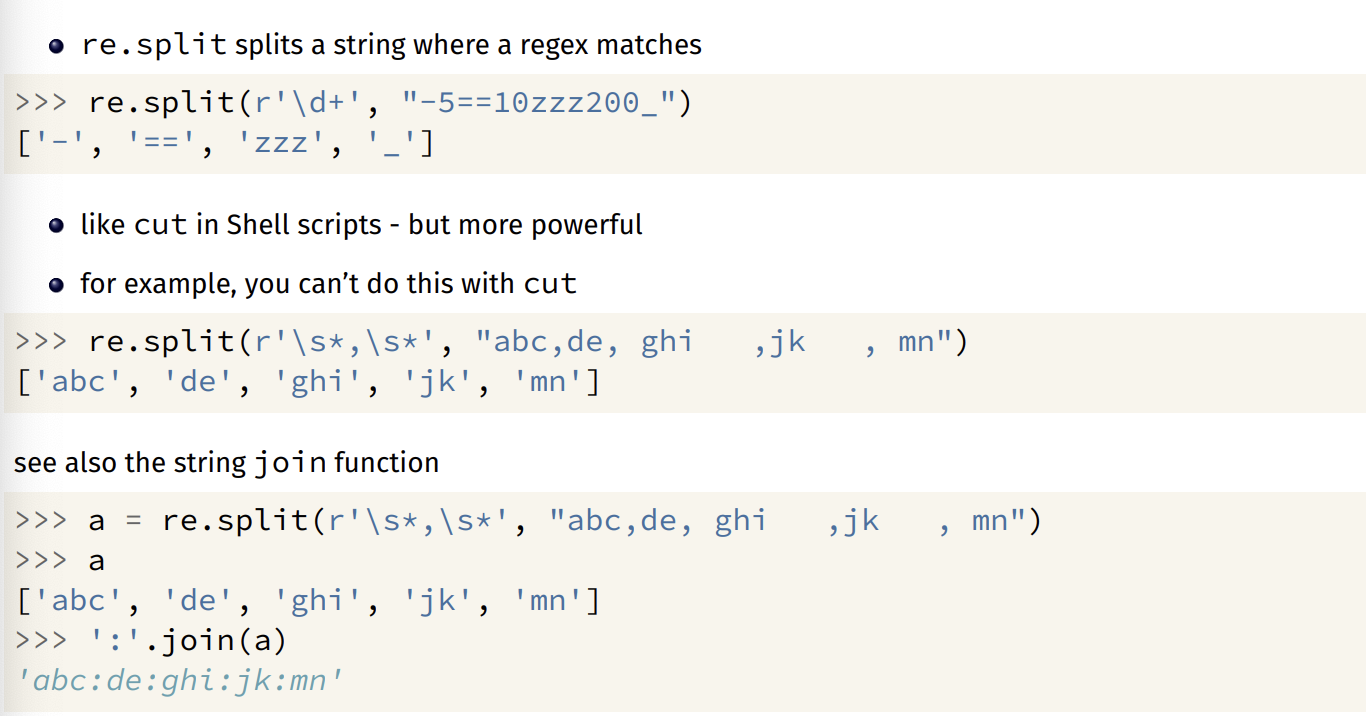 re.split splits a string where a regex matches
>>> re.split(r'\d+', "-5==10zzz200_")
['-', '==', 'zzz', '_']
like cut in Shell scripts - but more powerful
for example, you can’t do this with cut
>>> re.split(r'\s*,\s*', "abc,de, ghi   ,jk   , mn")
['abc', 'de', 'ghi', 'jk', 'mn']
see also the string join function
>>> a = re.split(r'\s*,\s*', "abc,de, ghi   ,jk   , mn")
>>> a
['abc', 'de', 'ghi', 'jk', 'mn']
>>> ':'.join(a)
'abc:de:ghi:jk:mn'